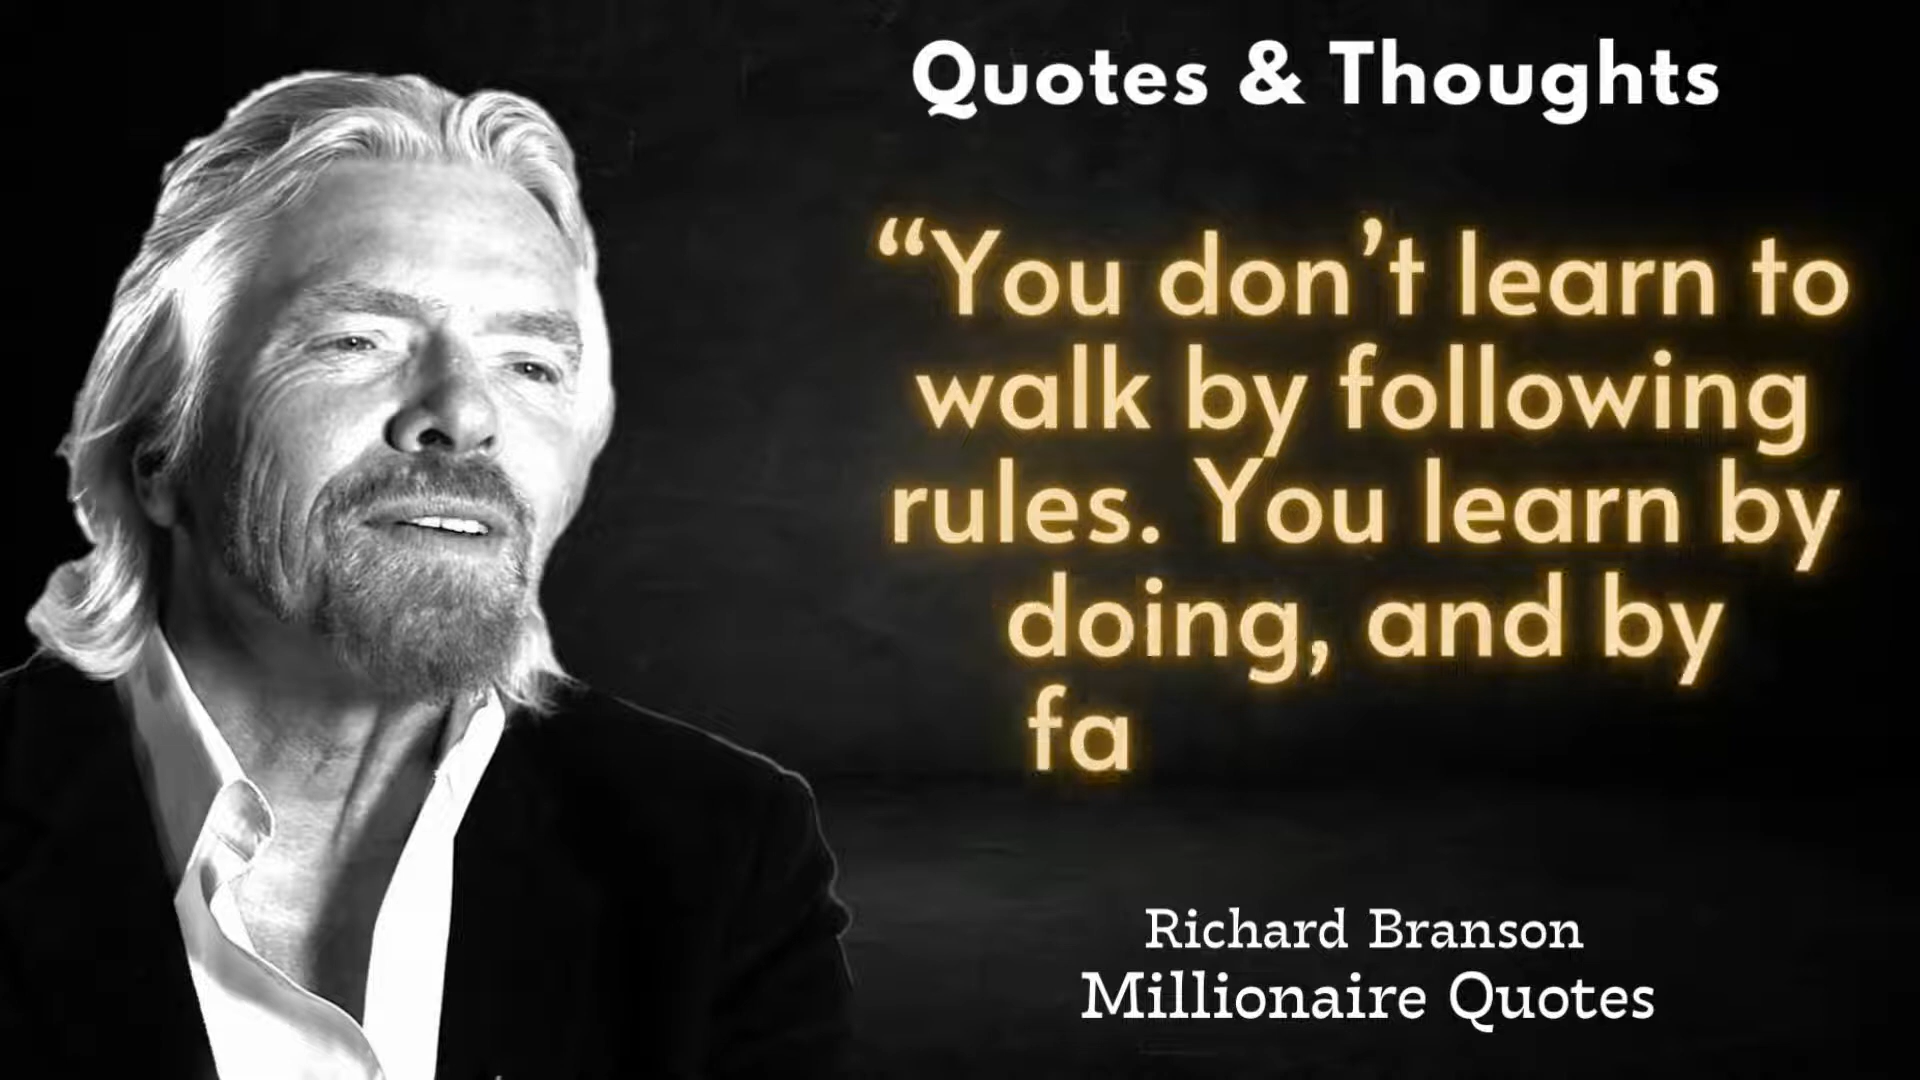 Quotes & Thoughts
“You don’t learn to
walk by following
rules. You learn by
doing, and by
fa
Richard Branson
Millionaire Quotes